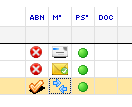 ABN M* PS* DOC